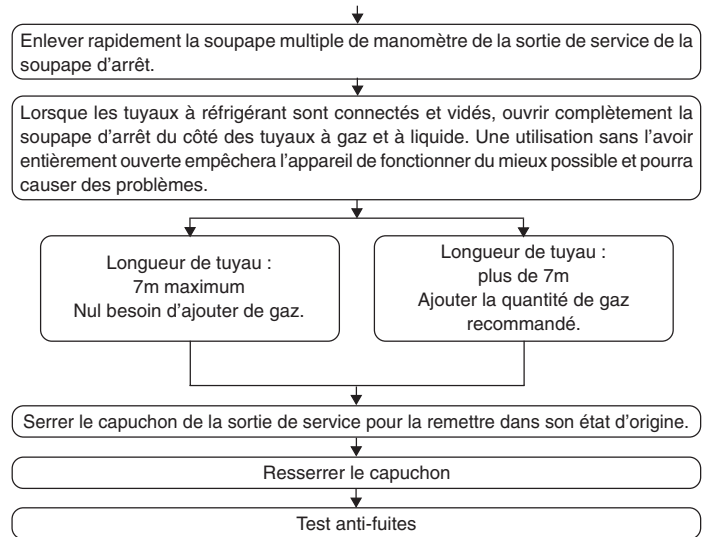 Enlever rapidement la soupape multiple de manomètre de la sortie de service de la
soupape d'arrêt.
Lorsque les tuyaux à réfrigérant sont connectés et vidés, ouvrir complètement la
soupape d'arrêt du côté des tuyaux à gaz et à liquide. Une utilisation sans l'avoir
entièrement ouverte empêchera l'appareil de fonctionner du mieux possible et pourra
causer des problèmes.
Longueur de tuyau :
7m maximum
Nul besoin d'ajouter de gaz.
Longueur de tuyau :
plus de 7m
Ajouter la quantité de gaz
recommandé.
Serrer le capuchon de la sortie de service pour la remettre dans son état d'origine.
Resserrer le capuchon
Test anti-fuites